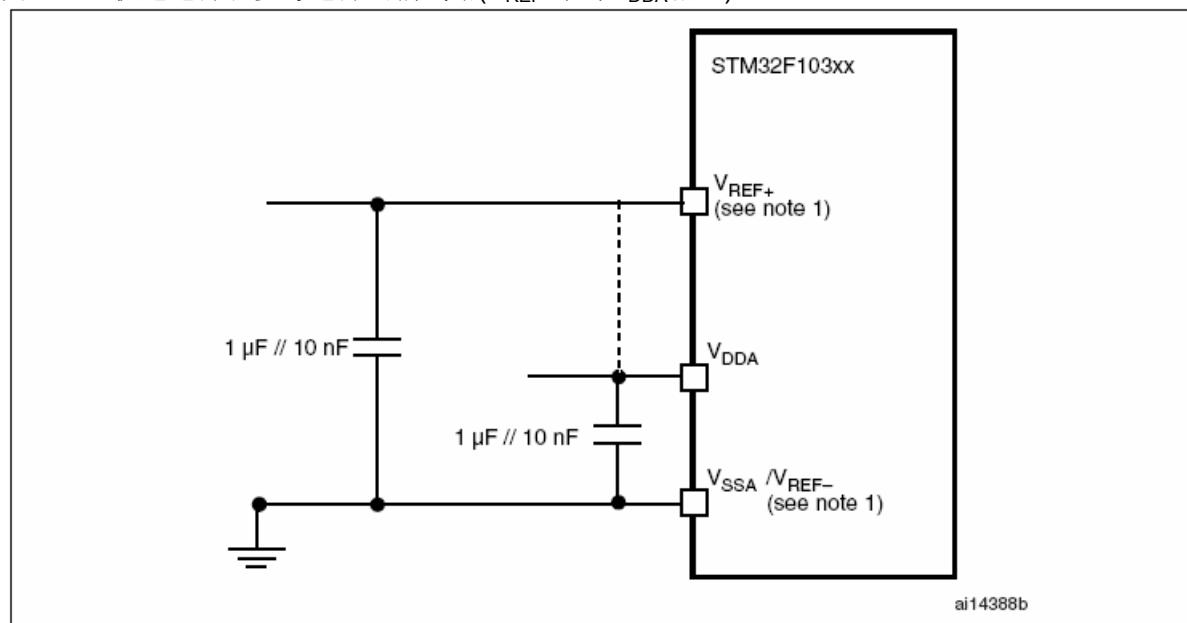 STM32F103xx
VREF+
(see note 1)
1 µF // 10 nF
VDDA
1 µF // 10 nF
VSSA /VREF–
(see note 1)
ai14388b